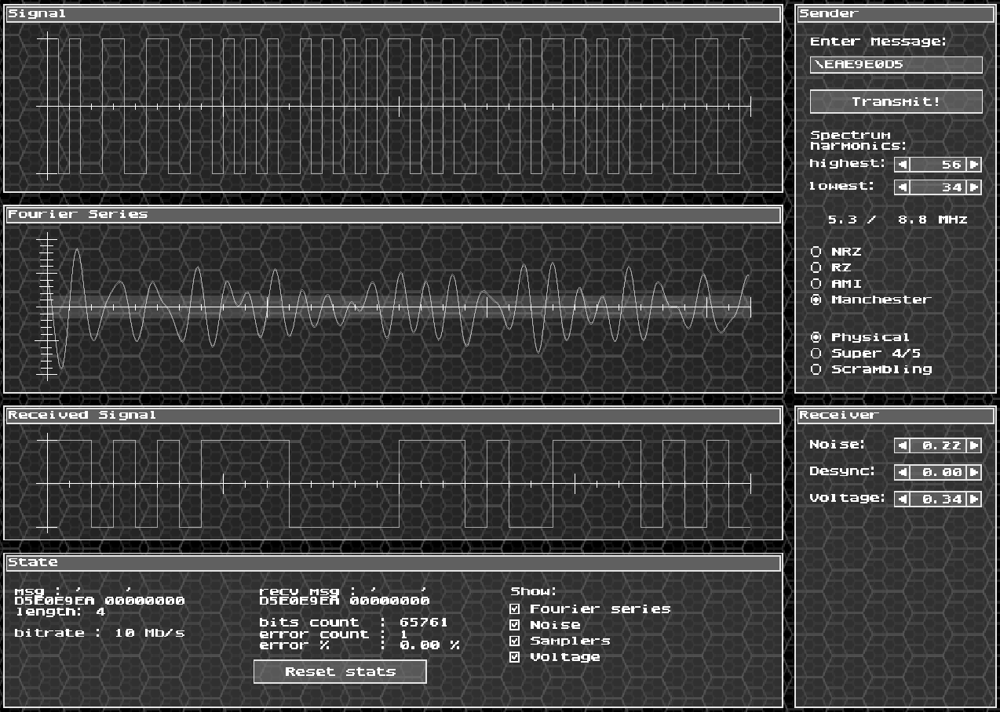 Signal
Sender
Enter Message:
\EAE9E0D5
Transmit!
Spectrum
harmonics:
highest: 56
lowest: 34
5.3 / 8.8 MHz
NRZ
RZ
AMI
Manchester
Physical
Super 4/5
Scrambling
Fourier Series
Received Signal
Receiver
Noise: 0.22
Desync: 0.00
Voltage: 0.34
State
msg : ' '
D5E0E9EA 00000000
length: 4
bitrate : 10 Mb/s
recv msg : ' '
D5E0E9EA 00000000
bits count : 65761
error count : 1
error % : 0.00 %
Reset stats
Show:
Fourier series
Noise
Samplers
Voltage